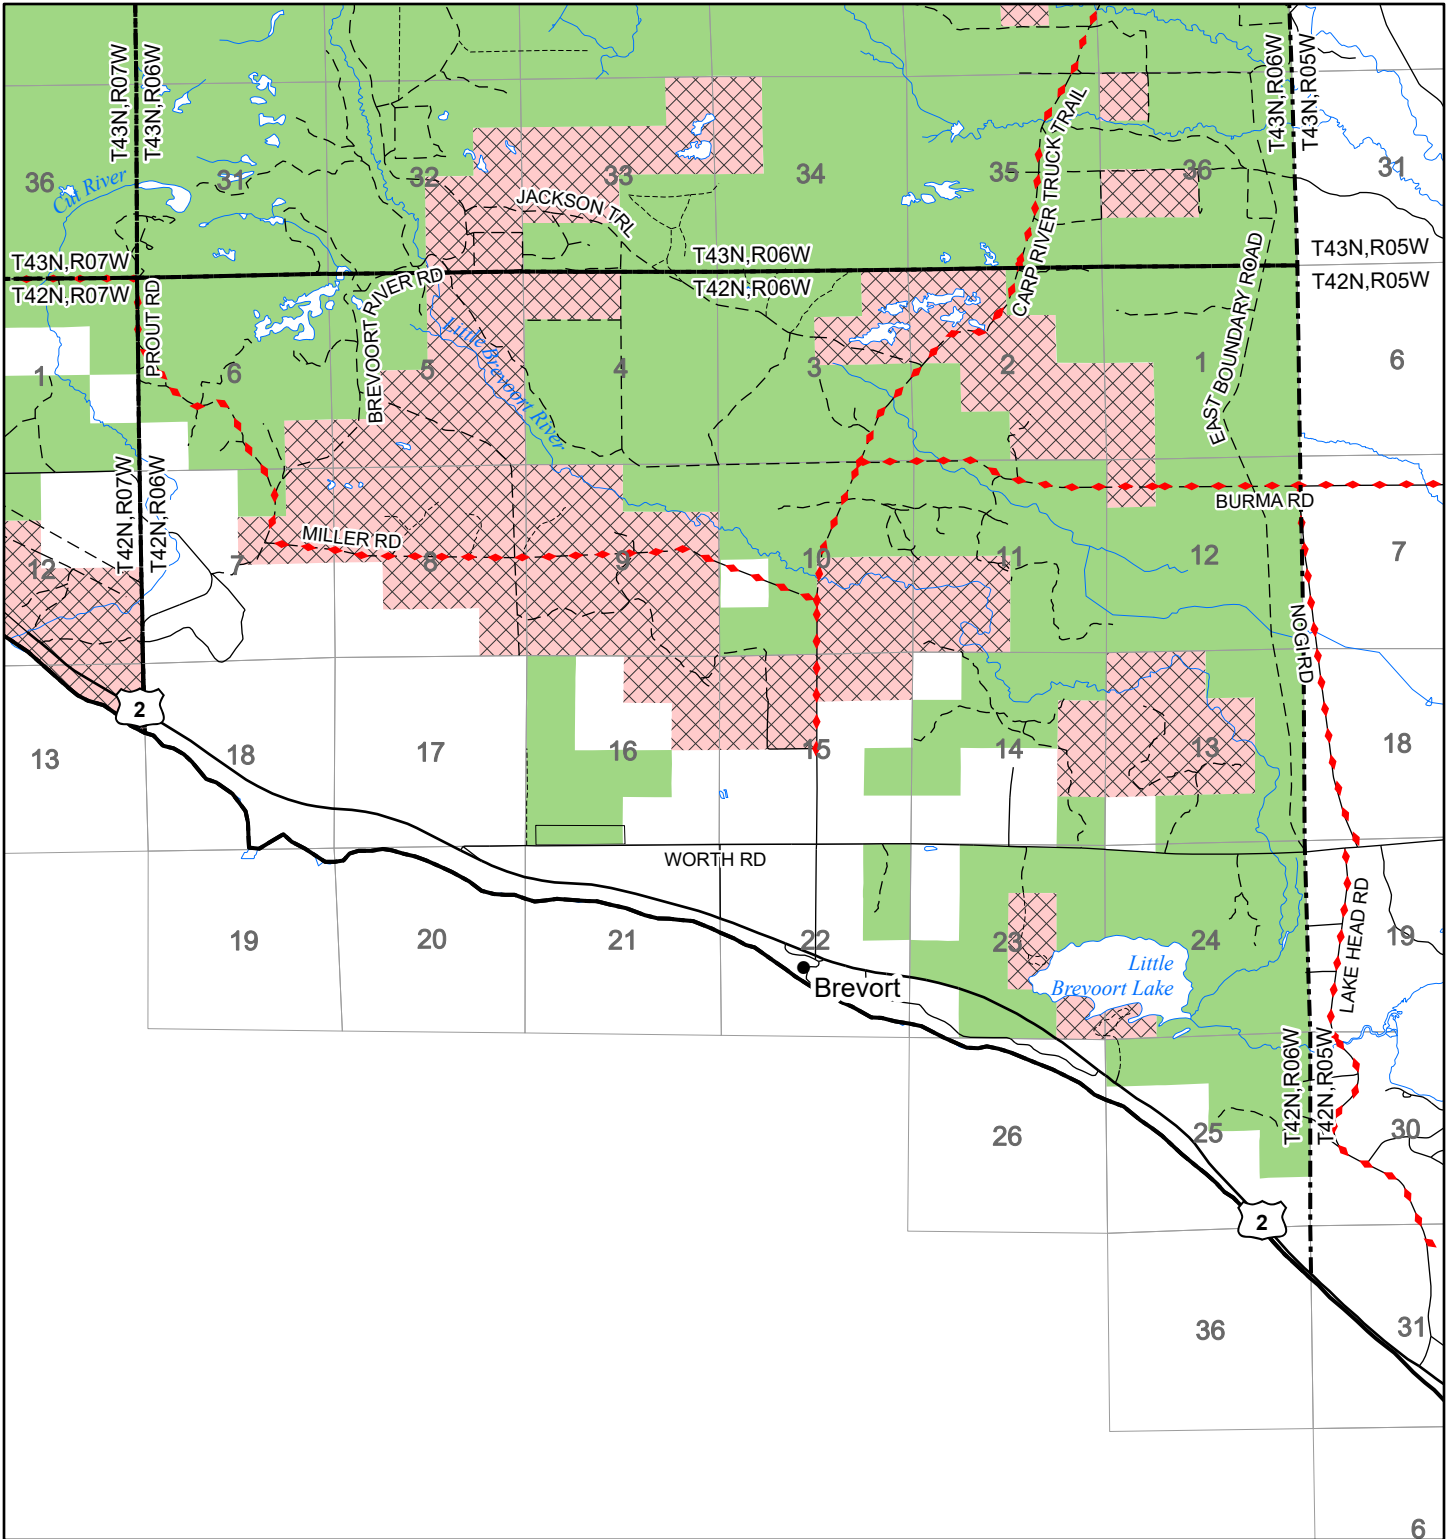 T43N,R07W
T43N,R06W
T43N,R06W
T43N,R05W
36
Cut River
31
32
33
34
35
36
31
JACKSON TRL
CARP RIVER TRUCK TRAIL
EAST BOUNDARY ROAD
T43N,R07W
T42N,R07W
T43N,R06W
T42N,R06W
T43N,R05W
T42N,R05W
PROUT RD
BREVOORT RIVER RD
Little Brevoort River
1
6
5
4
3
2
1
6
T42N,R07W
T42N,R06W
BURMA RD
MILLER RD
12
7
8
9
10
11
12
7
NOGI RD
2
13
18
17
16
15
14
13
18
WORTH RD
LAKE HEAD RD
19
20
21
22
23
24
19
Brevort
Little
Brevoort Lake
T42N,R06W
T42N,R05W
26
25
30
2
36
31
6